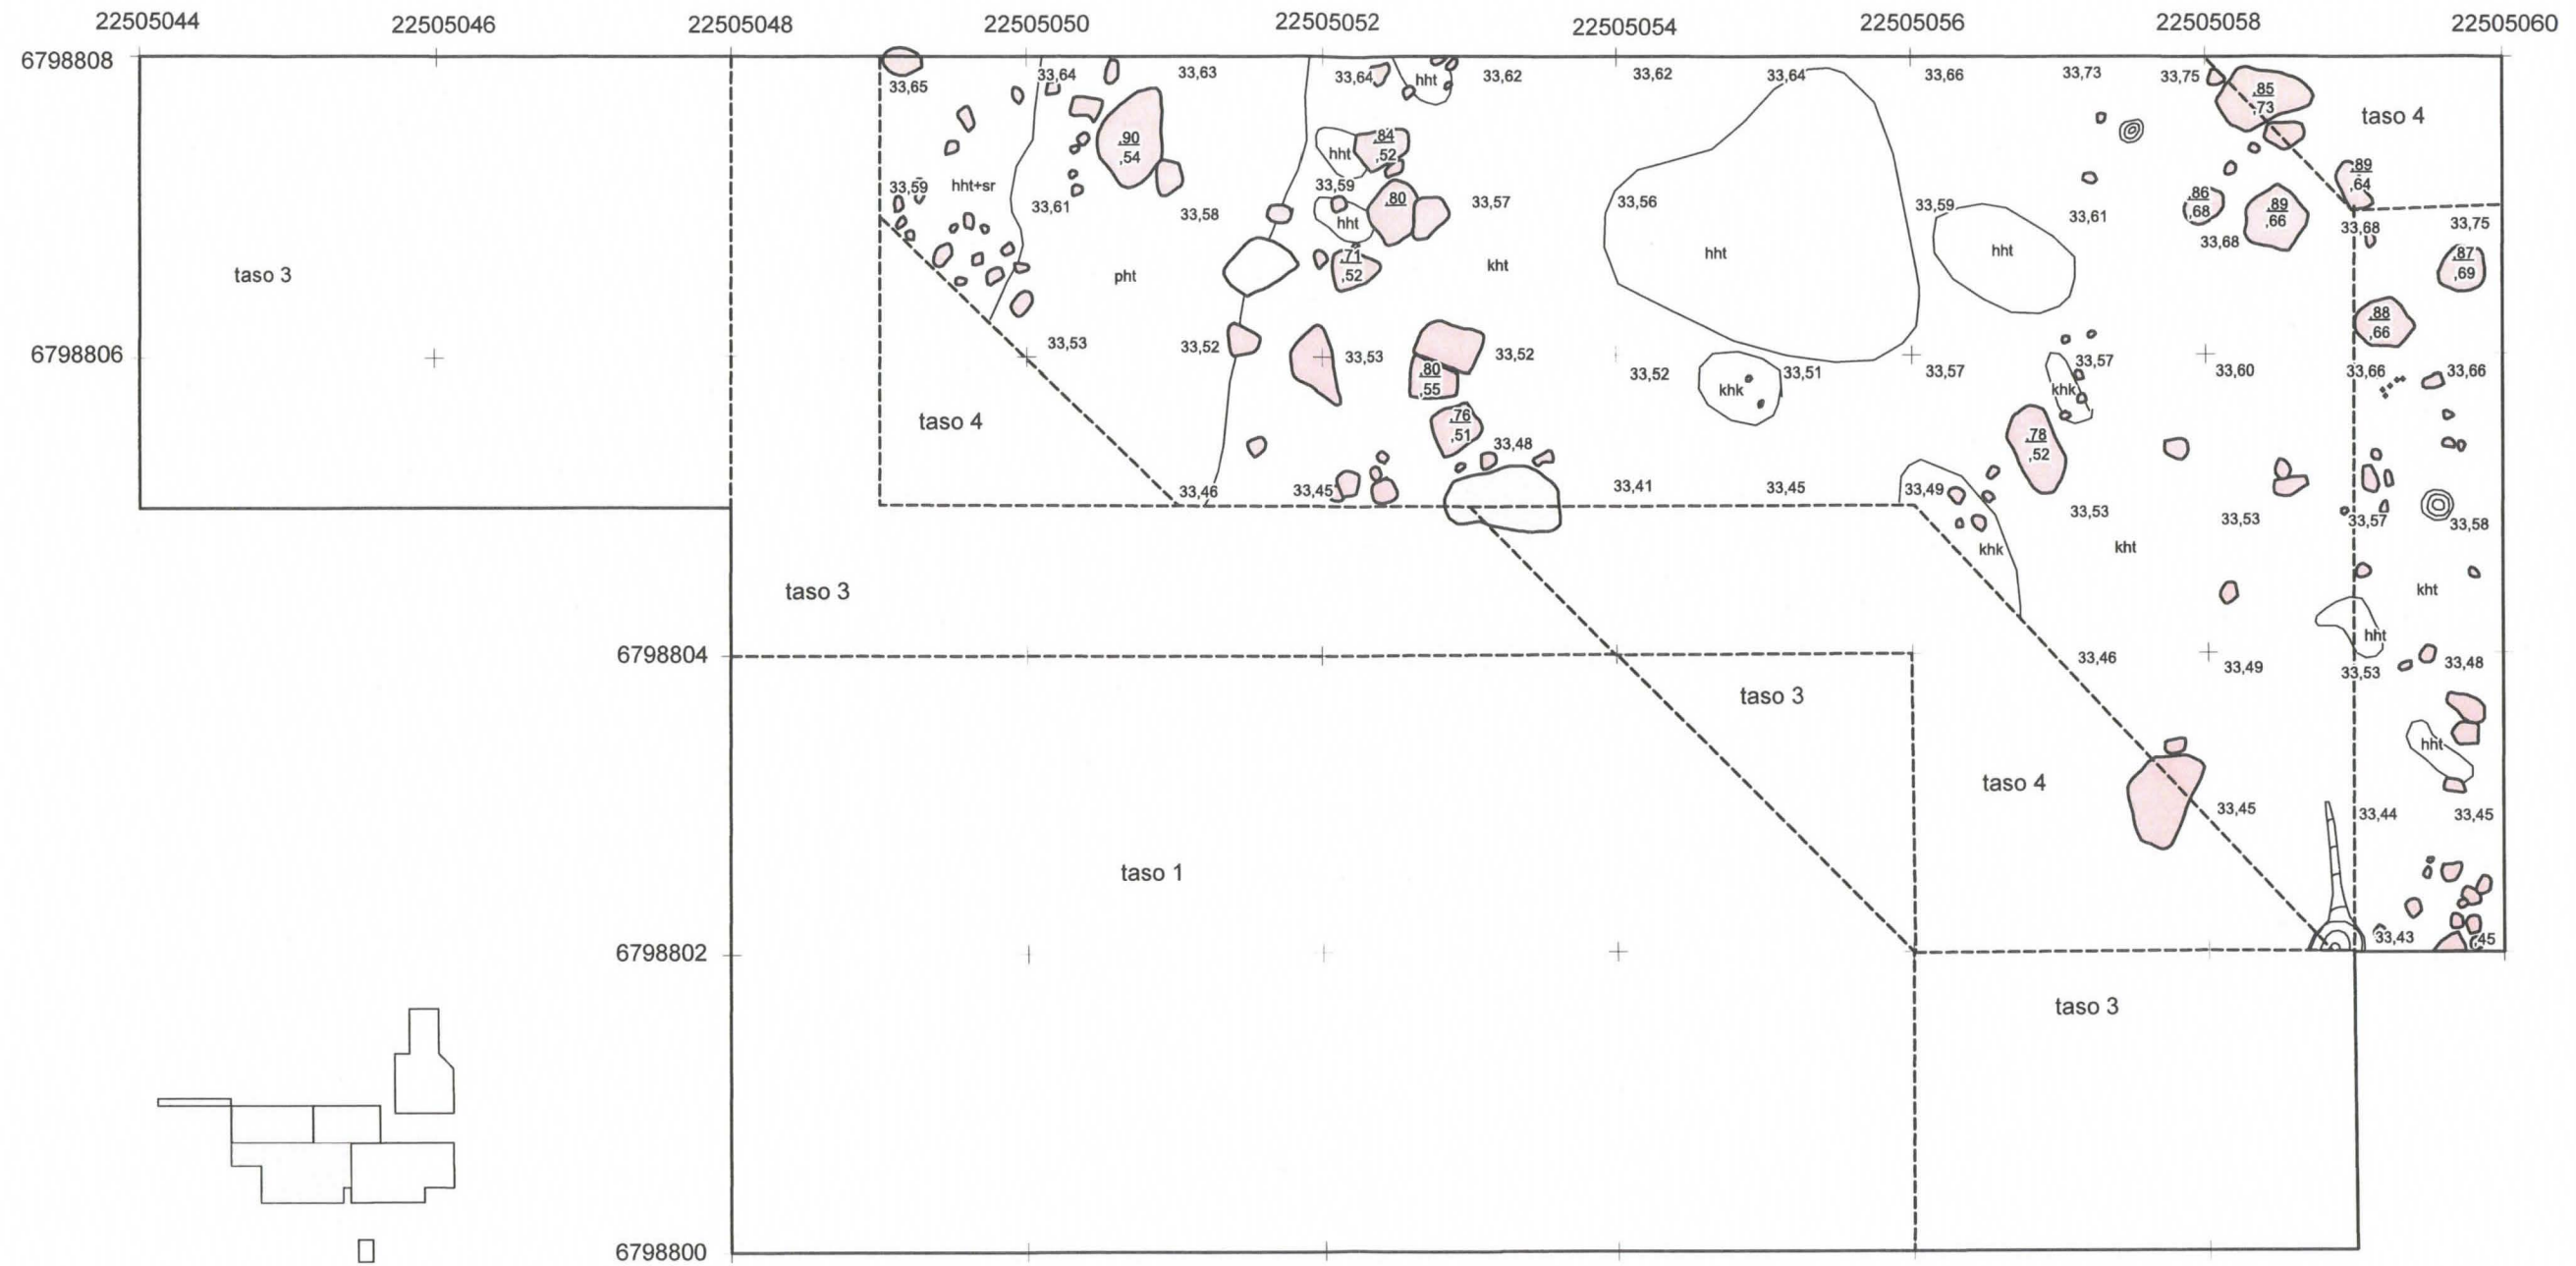 22505044 22505046 22505048 22505050 22505052 22505054 22505056 22505058 22505060
6798808
33,65 33,64 33,63 33,64 hht 33,62 33,62 33,64 33,66 33,73 33,75
,85
,73
taso 4
,90
,54
hht
,84
,52
33,59 hht+sr 33,59
,89
,64
33,61 33,58 hht ,80 33,57 33,56 33,59 33,61
,86
,68
,89
,66
33,68 33,68 33,75
taso 3 pht
,71
,52
kht hht hht
,87
,69
,88
,66
6798806
33,53 33,52 33,53 33,52
,80
,55
33,52 khk 33,51 33,57 khk 33,57 33,60 33,66 33,66
taso 4
,76
,51
33,48
,78
,52
33,46 33,45 33,41 33,45 33,49
33,53 33,53 33,57 33,58
khk kht
taso 3 kht
hht
6798804
33,46 33,49 33,53 33,48
taso 3
hht
taso 4
33,45 33,44 33,45
taso 1
33,43 ,45
6798802
taso 3
6798800